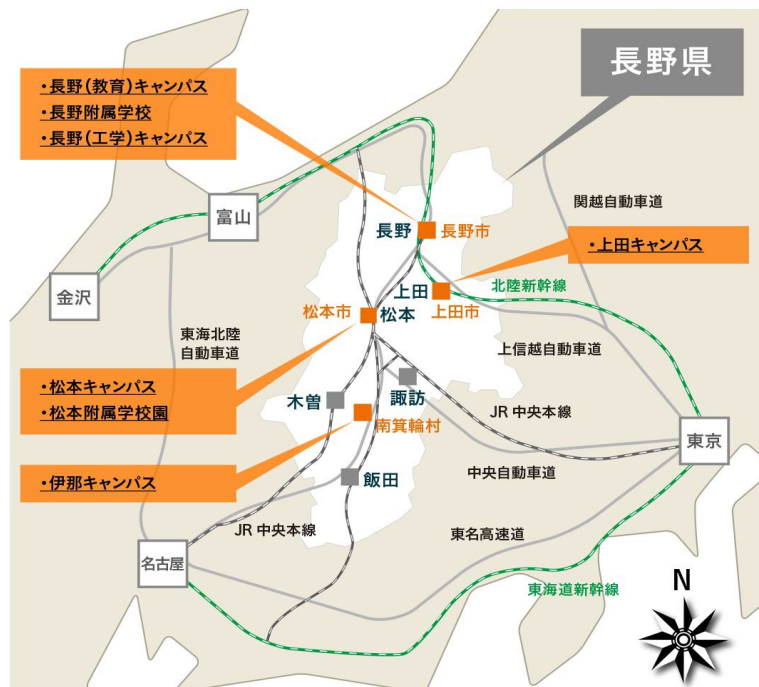 ・長野(教育)キャンパス
・長野附属学校
・長野(工学)キャンパス
長野県
関越自動車道
富山
長野
長野市
・上田キャンパス
金沢
上田
上田市
北陸新幹線
松本市
松本
東海北陸
自動車道
上信越自動車道
・松本キャンパス
・松本附属学校園
木曽
諏訪
JR中央本線
南箕輪村
東京
・伊那キャンパス
飯田
中央自動車道
JR中央本線
東名高速道
名古屋
東海道新幹線
N